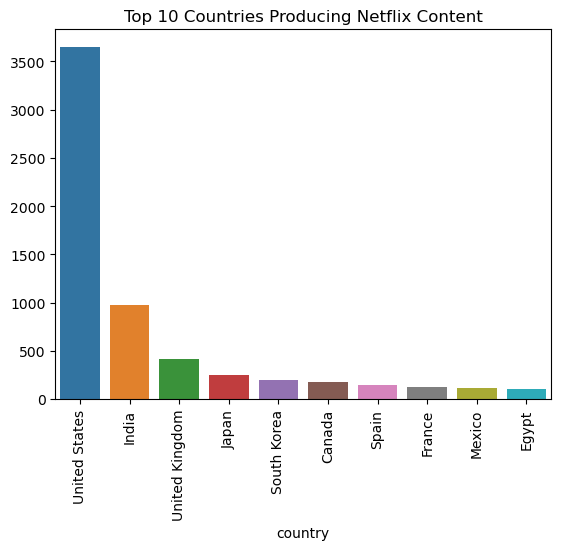 Top 10 Countries Producing Netflix Content
3500
3000
2500
2000
1500
1000
500
0
United States
India
United Kingdom
Japan
South Korea
Canada
Spain
France
Mexico
Egypt
country